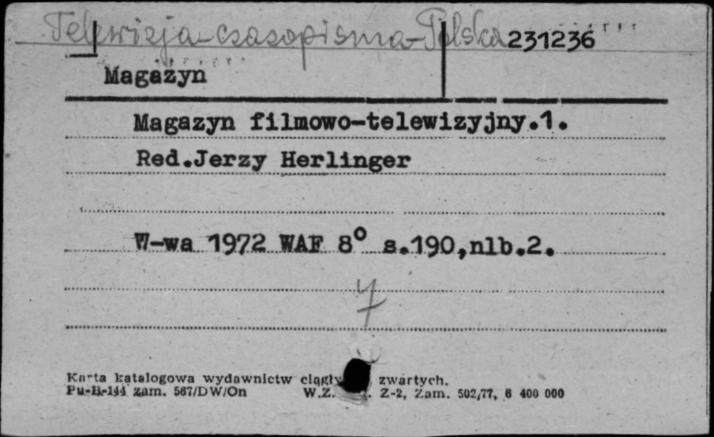 Telewizja-czasopisma-Polska 231236
Magazyn
Magazyn filmowo-telewizyjny.1.
Red.Jerzy Herlinger
W-wa 1972 WAF 8° s.190,nlb.2.
Karta katalogowa wydawnictw zwartych.
Pu-II-144 zam. 567/DW/On W.Z. Z-2, Zam. 502/77, 6 400 000